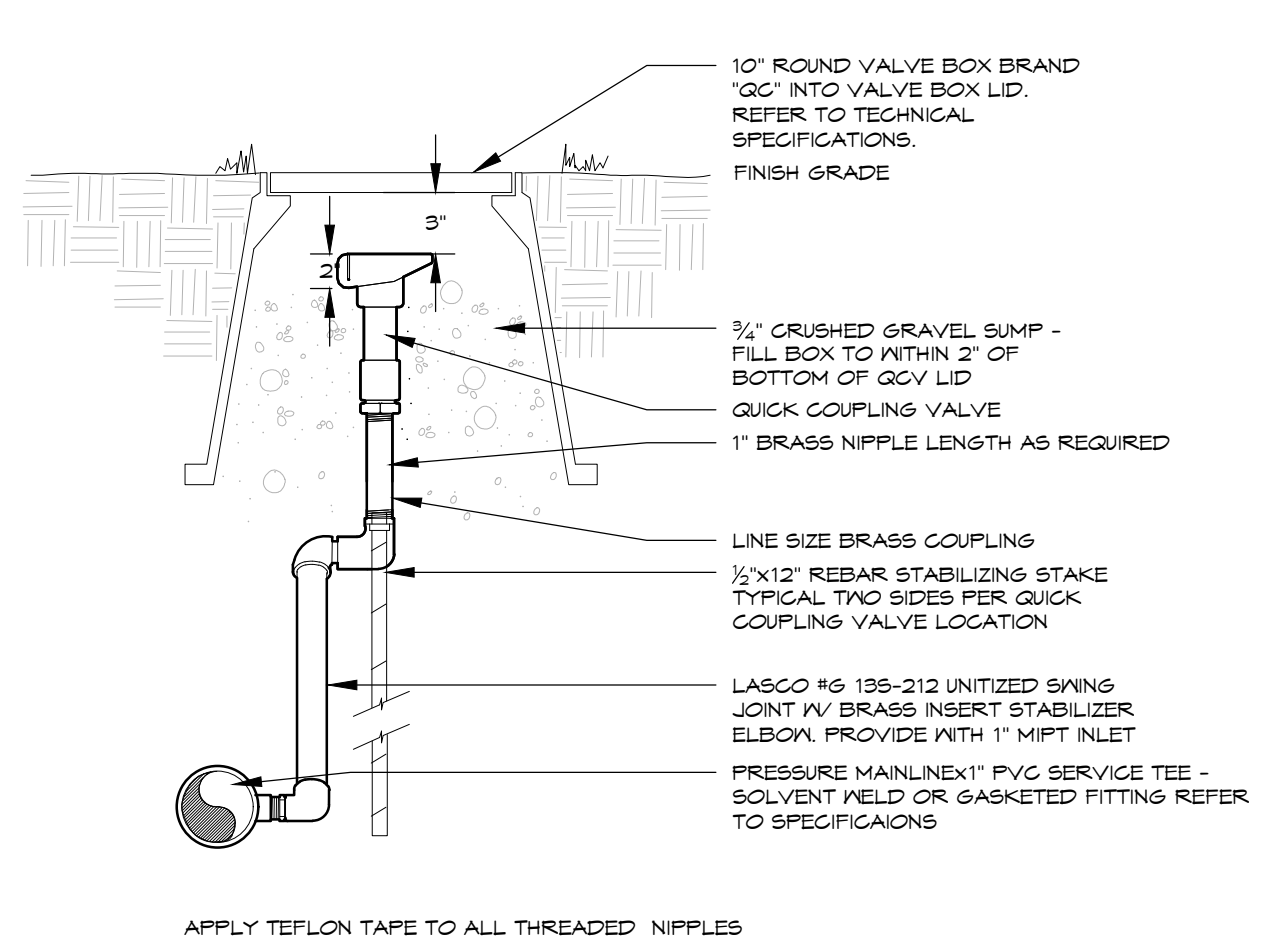 10" ROUND VALVE BOX BRAND
"QC" INTO VALVE BOX LID.
REFER TO TECHNICAL
SPECIFICATIONS.
FINISH GRADE
3"
2"
3/4" CRUSHED GRAVEL SUMP -
FILL BOX TO WITHIN 2" OF
BOTTOM OF QCV LID
QUICK COUPLING VALVE
1" BRASS NIPPLE LENGTH AS REQUIRED
LINE SIZE BRASS COUPLING
1/2"x12" REBAR STABILIZING STAKE
TYPICAL TWO SIDES PER QUICK
COUPLING VALVE LOCATION
LASCO #G 13S-212 UNITIZED SWING
JOINT W/ BRASS INSERT STABILIZER
ELBOW. PROVIDE WITH 1" MIPT INLET
PRESSURE MAINLINEx1" PVC SERVICE TEE -
SOLVENT WELD OR GASKETED FITTING REFER
TO SPECIFICAIONS
APPLY TEFLON TAPE TO ALL THREADED NIPPLES